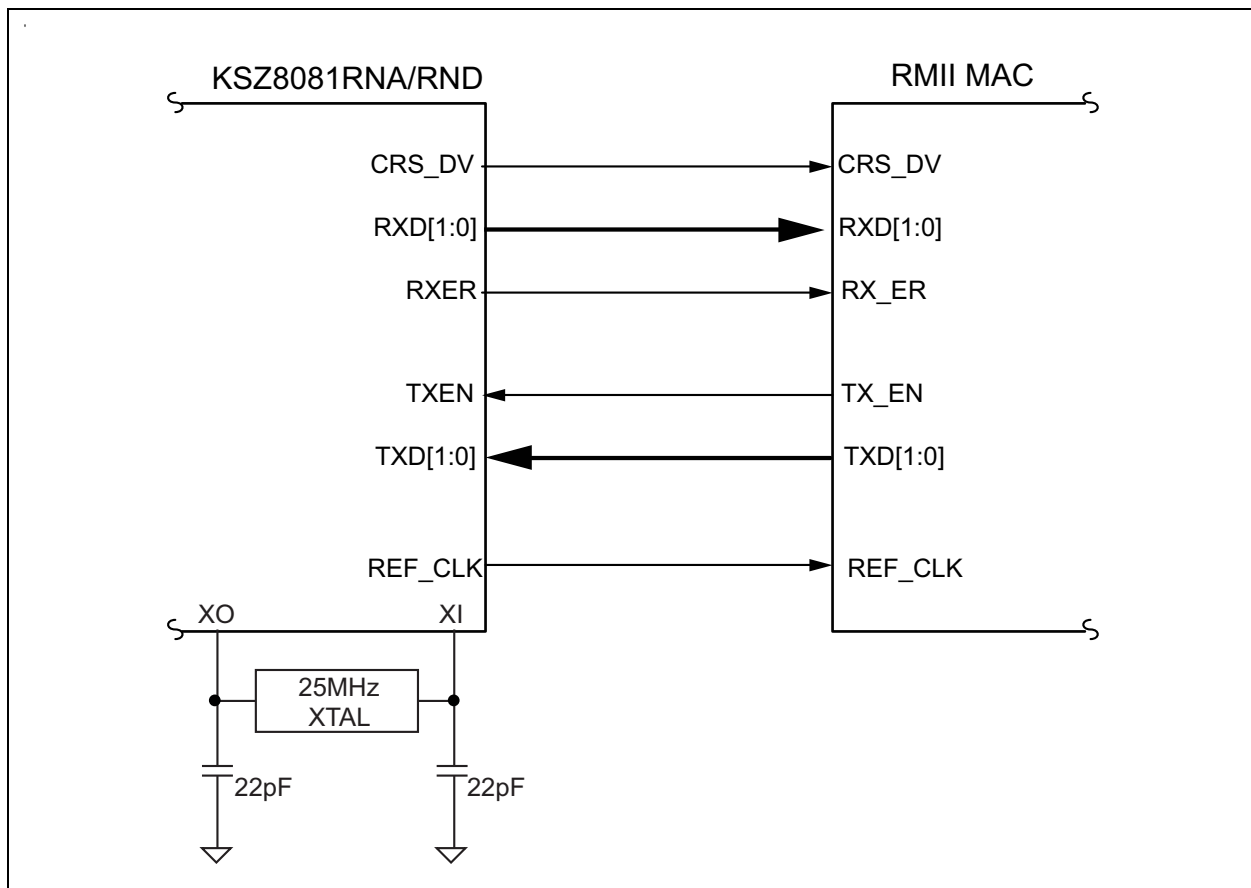 KSZ8081RNA/RND RMII MAC
CRS_DV CRS_DV
RXD[1:0] RXD[1:0]
RXER RX_ER
TXEN TX_EN
TXD[1:0] TXD[1:0]
REF_CLK REF_CLK
XO XI
25MHz
XTAL
22pF 22pF